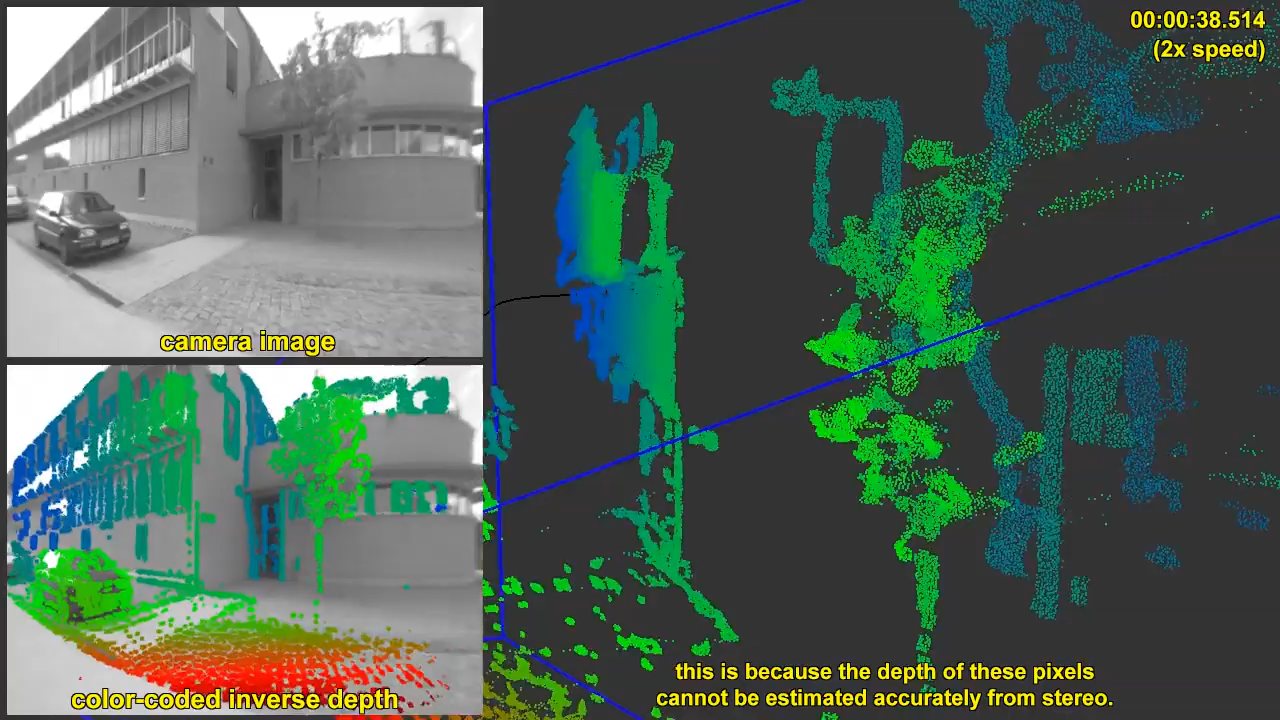 00:00:38.514
(2x speed)
camera image
color-coded inverse depth
this is because the depth of these pixels
cannot be estimated accurately from stereo.